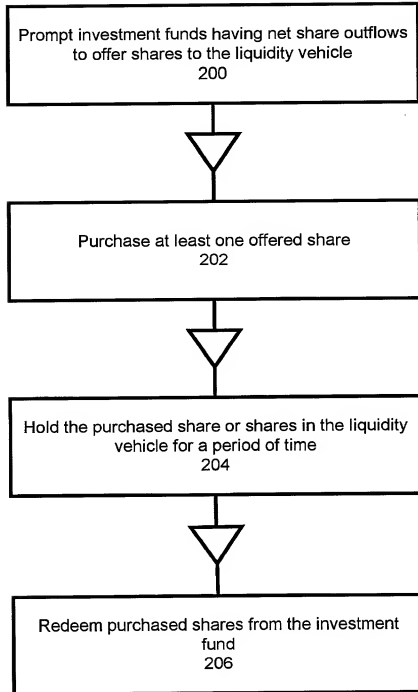 Prompt investment funds having net share outflows
to offer shares to the liquidity vehicle
200
Purchase at least one offered share
202
Hold the purchased share or shares in the liquidity
vehicle for a period of time
204
Redeem purchased shares from the investment
fund
206